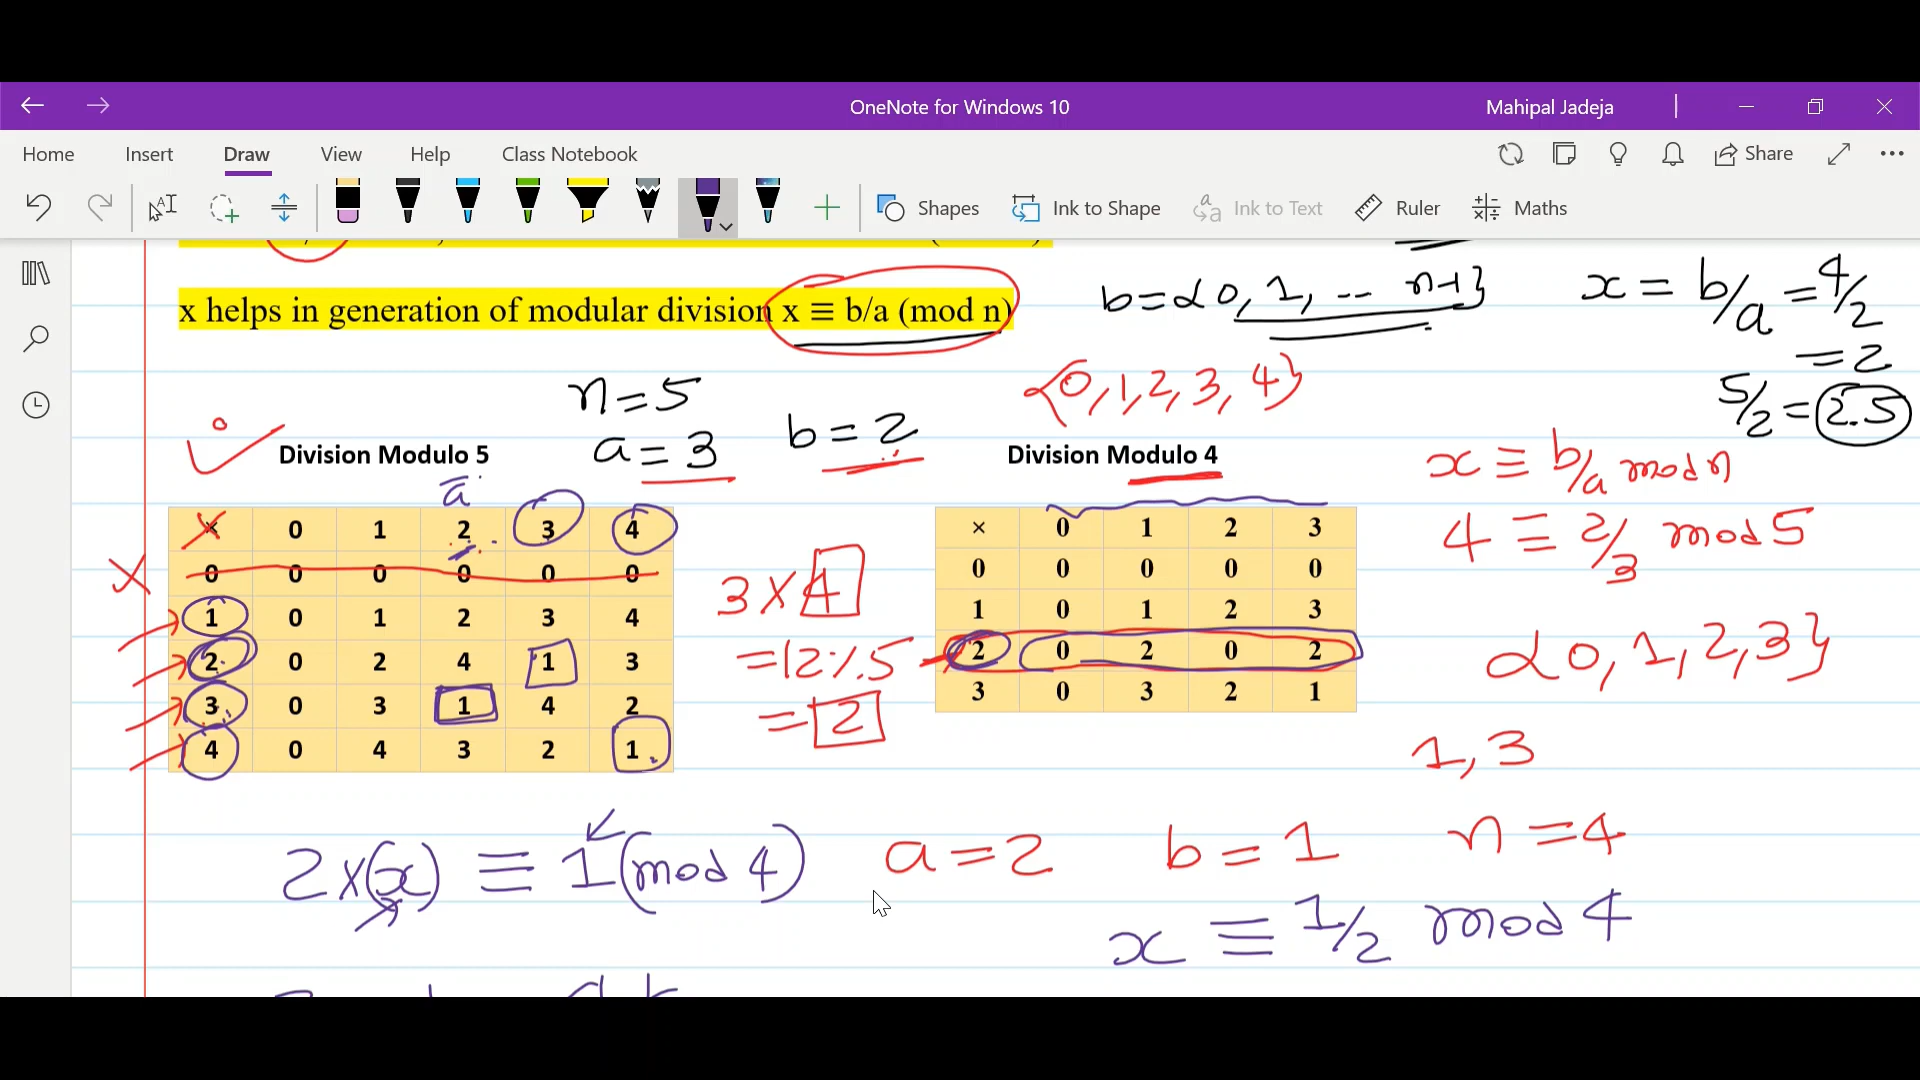 OneNote for Windows 10
Mahipal Jadeja
Home Insert Draw View Help Class Notebook
Share
Shapes Ink to Shape Ink to Text Ruler Maths
x helps in generation of modular division x ≡ b/a (mod n)
b = {0, 1, -- n-1}
x = b/a = 4/2
= 2
5/2 = 2.5
n = 5
a = 3
b = 2
{0, 1, 2, 3, 4}
Division Modulo 5
Division Modulo 4
x ≡ b/a mod n
4 ≡ 2/3 mod 5
a
× 0 1 2 3 4
0 0 0 0 0 0
1 0 1 2 3 4
2 0 2 4 1 3
3 0 3 1 4 2
4 0 4 3 2 1
3 × 4
= 12 % 5
= 2
× 0 1 2 3
0 0 0 0 0
1 0 1 2 3
2 0 2 0 2
3 0 3 2 1
{0, 1, 2, 3}
1, 3
2 × (x) ≡ 1 (mod 4)
a = 2 b = 1 n = 4
x ≡ 1/2 mod 4